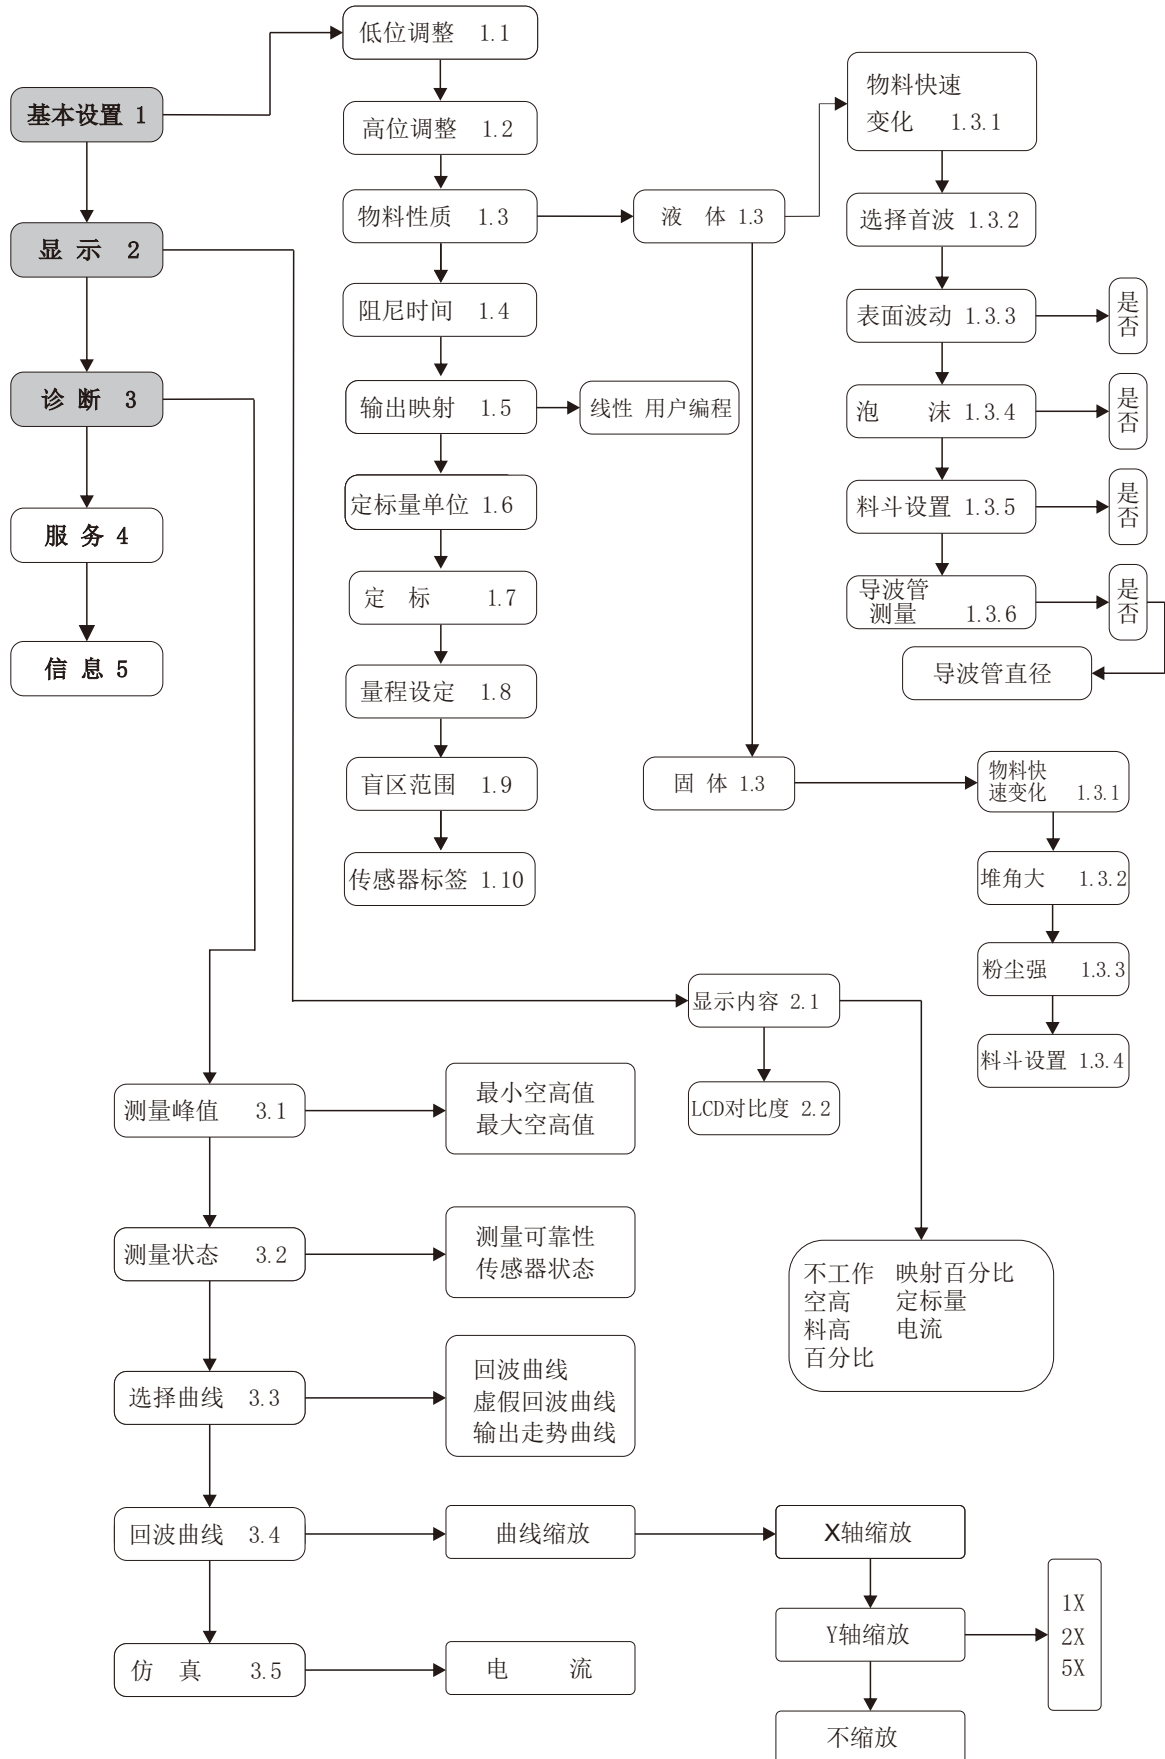 基本设置 1
显 示 2
诊 断 3
服 务 4
信 息 5
低位调整 1.1
高位调整 1.2
物料性质 1.3
阻尼时间 1.4
输出映射 1.5
线性 用户编程
定标量单位 1.6
定 标 1.7
量程设定 1.8
盲区范围 1.9
传感器标签 1.10
液 体 1.3
物料快速
变化 1.3.1
选择首波 1.3.2
表面波动 1.3.3
是
否
泡 沫 1.3.4
是
否
料斗设置 1.3.5
是
否
导波管
测量 1.3.6
是
否
导波管直径
固 体 1.3
物料快
速变化 1.3.1
堆角大 1.3.2
粉尘强 1.3.3
料斗设置 1.3.4
显示内容 2.1
LCD对比度 2.2
不工作 映射百分比
空高 定标量
料高 电流
百分比
测量峰值 3.1
最小空高值
最大空高值
测量状态 3.2
测量可靠性
传感器状态
选择曲线 3.3
回波曲线
虚假回波曲线
输出走势曲线
回波曲线 3.4
曲线缩放
X轴缩放
Y轴缩放
1X
2X
5X
不缩放
仿 真 3.5
电 流